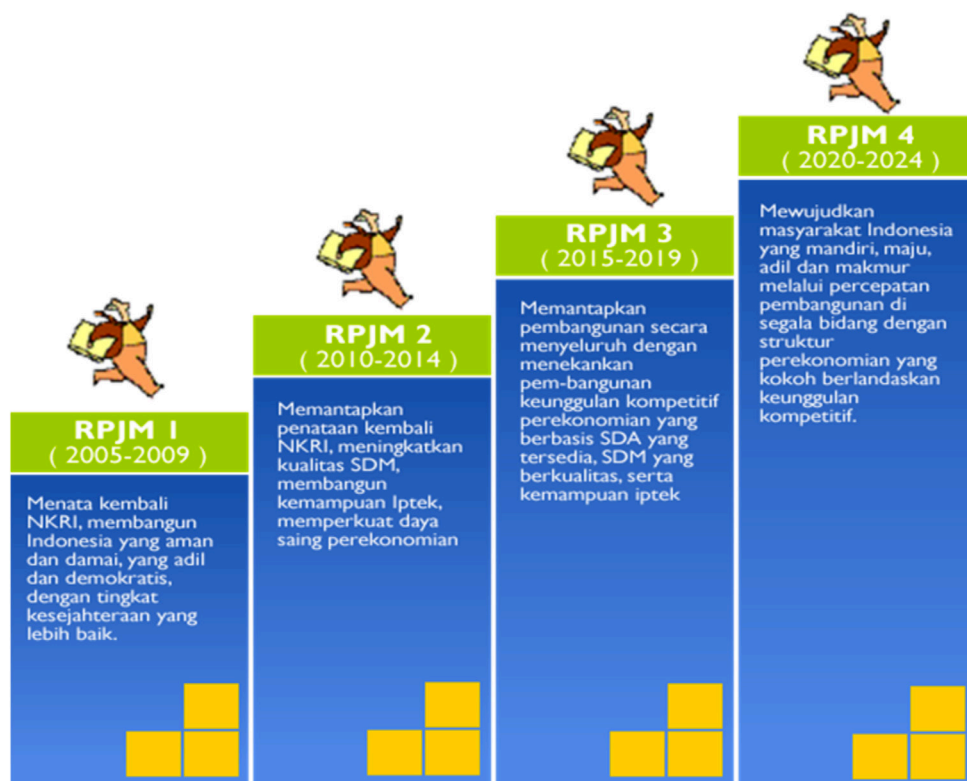 RPJM 1
( 2005-2009 )
Menata kembali
NKRI, membangun
Indonesia yang aman
dan damai, yang adil
dan demokratis,
dengan tingkat
kesejahteraan yang
lebih baik.
RPJM 2
( 2010-2014 )
Memantapkan
penataan kembali
NKRI, meningkatkan
kualitas SDM,
membangun
kemampuan Iptek,
memperkuat daya
saing perekonomian
RPJM 3
( 2015-2019 )
Memantapkan
pembangunan secara
menyeluruh dengan
menekankan
pem-bangunan
keunggulan kompetitif
perekonomian yang
berbasis SDA yang
tersedia, SDM yang
berkualitas, serta
kemampuan iptek
RPJM 4
( 2020-2024 )
Mewujudkan
masyarakat Indonesia
yang mandiri, maju,
adil dan makmur
melalui percepatan
pembangunan di
segala bidang dengan
struktur
perekonomian yang
kokoh berlandaskan
keunggulan
kompetitif.